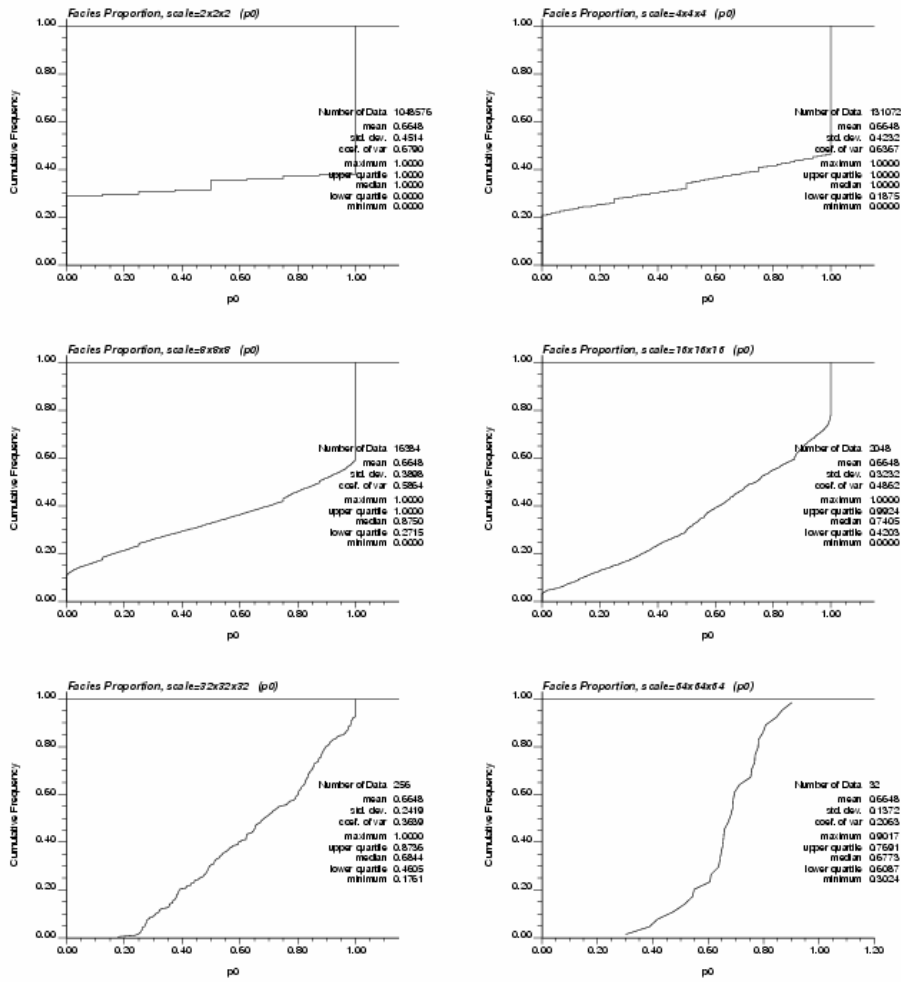 Facies Proportion, scale=2x2x2 (p0)
1.00
0.80
0.60
0.40
0.20
0.00
Cumulative Frequency
Number of Data 1048576
mean 0.6648
std. dev. 0.4514
coef. of var 0.6790
maximum 1.0000
upper quartile 1.0000
median 1.0000
lower quartile 0.0000
minimum 0.0000
0.00 0.20 0.40 0.60 0.80 1.00
p0
Facies Proportion, scale=4x4x4 (p0)
1.00
0.80
0.60
0.40
0.20
0.00
Cumulative Frequency
Number of Data 131072
mean 0.6648
std. dev. 0.4232
coef. of var 0.6367
maximum 1.0000
upper quartile 1.0000
median 1.0000
lower quartile 0.1875
minimum 0.0000
0.00 0.20 0.40 0.60 0.80 1.00
p0
Facies Proportion, scale=8x8x8 (p0)
1.00
0.80
0.60
0.40
0.20
0.00
Cumulative Frequency
Number of Data 16384
mean 0.6648
std. dev. 0.3898
coef. of var 0.5864
maximum 1.0000
upper quartile 1.0000
median 0.8750
lower quartile 0.2715
minimum 0.0000
0.00 0.20 0.40 0.60 0.80 1.00
p0
Facies Proportion, scale=16x16x16 (p0)
1.00
0.80
0.60
0.40
0.20
0.00
Cumulative Frequency
Number of Data 2048
mean 0.6648
std. dev. 0.3232
coef. of var 0.4862
maximum 1.0000
upper quartile 0.9924
median 0.7405
lower quartile 0.4203
minimum 0.0000
0.00 0.20 0.40 0.60 0.80 1.00
p0
Facies Proportion, scale=32x32x32 (p0)
1.00
0.80
0.60
0.40
0.20
0.00
Cumulative Frequency
Number of Data 256
mean 0.6648
std. dev. 0.2419
coef. of var 0.3639
maximum 1.0000
upper quartile 0.8736
median 0.6844
lower quartile 0.4605
minimum 0.1761
0.00 0.20 0.40 0.60 0.80 1.00
p0
Facies Proportion, scale=64x64x64 (p0)
1.00
0.80
0.60
0.40
0.20
0.00
Cumulative Frequency
Number of Data 32
mean 0.6648
std. dev. 0.1372
coef. of var 0.2063
maximum 0.9017
upper quartile 0.7691
median 0.6773
lower quartile 0.6087
minimum 0.3024
0.00 0.20 0.40 0.60 0.80 1.00 1.20
p0